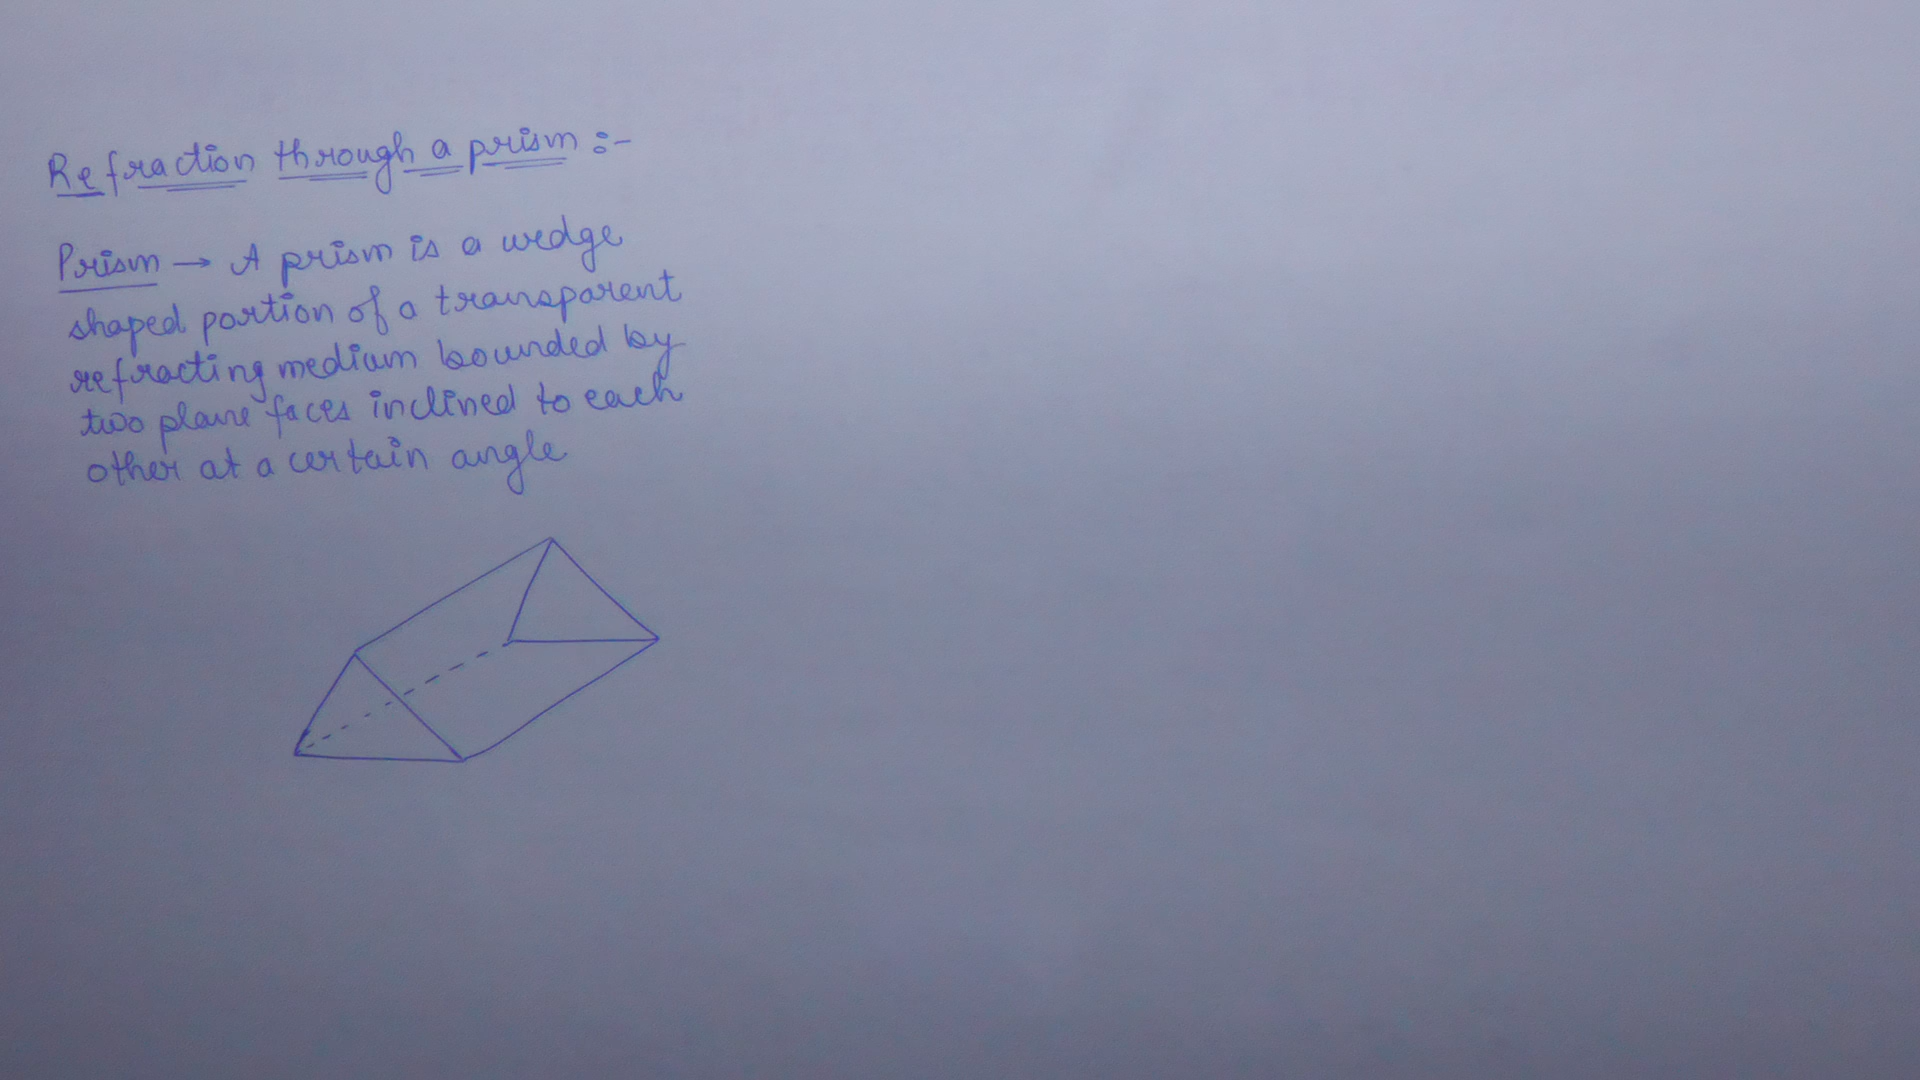 Refraction through a prism :-
Prism → A prism is a wedge
shaped portion of a transparent
refracting medium bounded by
two plane faces inclined to each
other at a certain angle